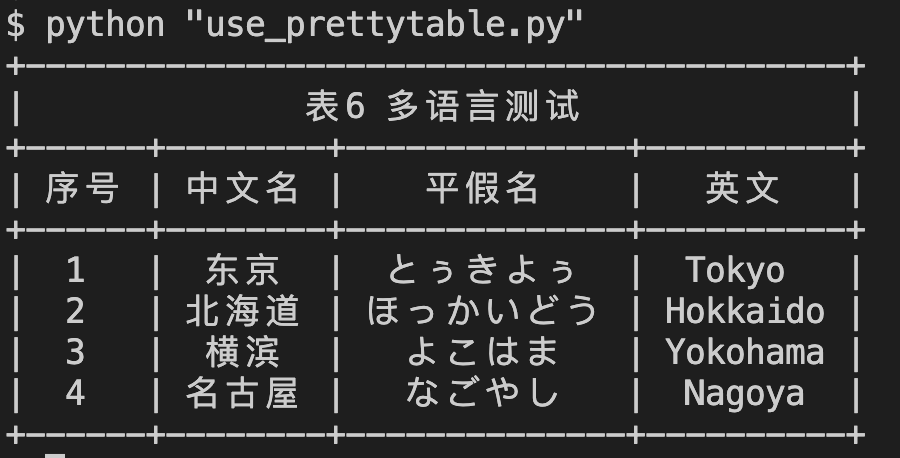 $ python "use_prettytable.py"
表6 多语言测试
序号 | 中文名 | 平假名 | 英文
1 | 东京 | とぅきよぅ | Tokyo
2 | 北海道 | ほっかいどう | Hokkaido
3 | 横滨 | よこはま | Yokohama
4 | 名古屋 | なごやし | Nagoya